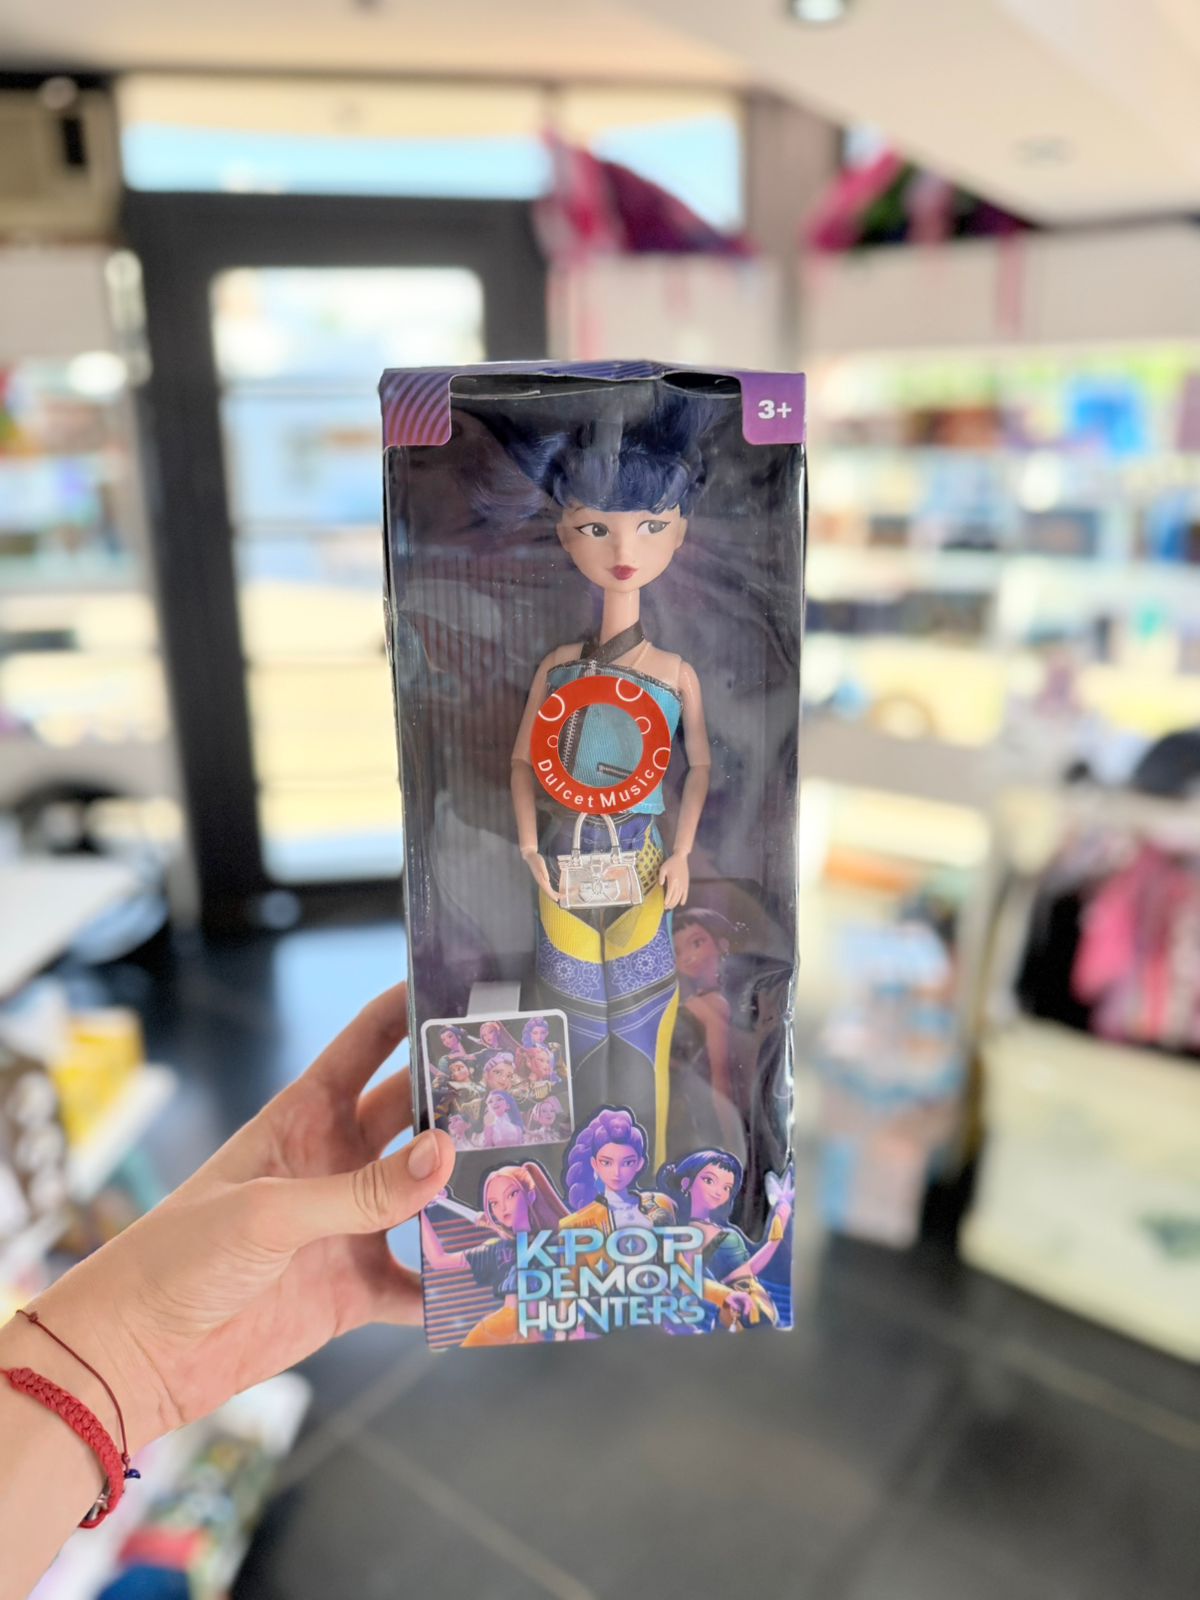 3+
Dulcet Music
K-POP
DEMON
HUNTERS